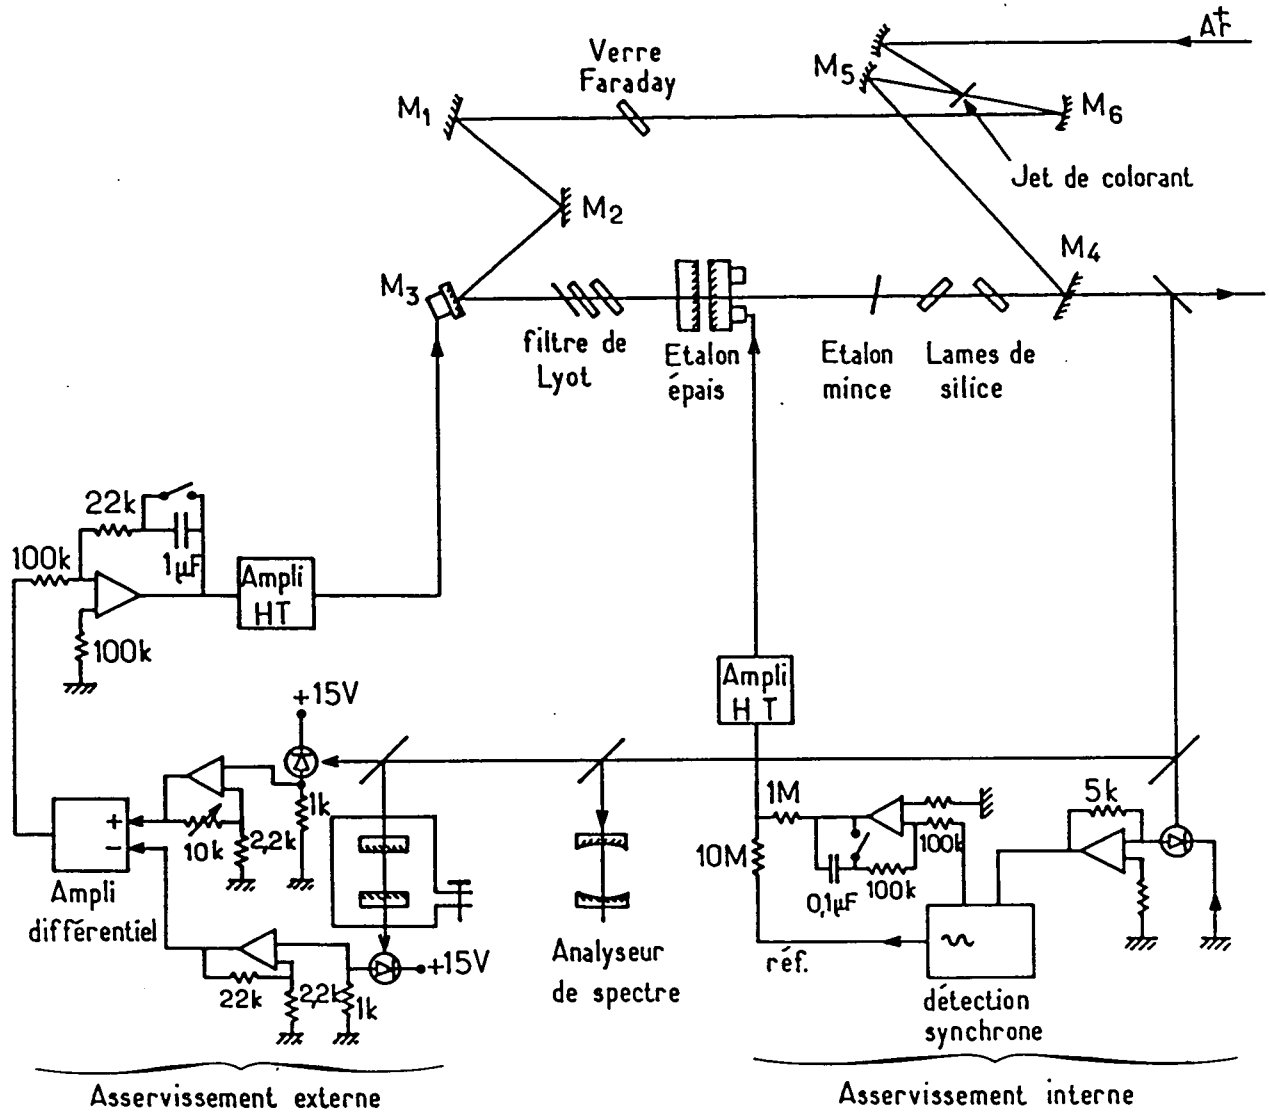 Ar+
Verre
Faraday
M5
M1
M6
Jet de colorant
M2
M4
M3
filtre de
Lyot
Etalon
épais
Etalon
mince
Lames de
silice
22k
1µF
100k
Ampli
HT
100k
Ampli
H T
+15V
1M
5k
1k
10k
2,2k
10M
100k
0,1µF
100k
+
−
Ampli
différentiel
Analyseur
de spectre
réf.
+15V
22k
2,2k
1k
détection
synchrone
Asservissement externe
Asservissement interne